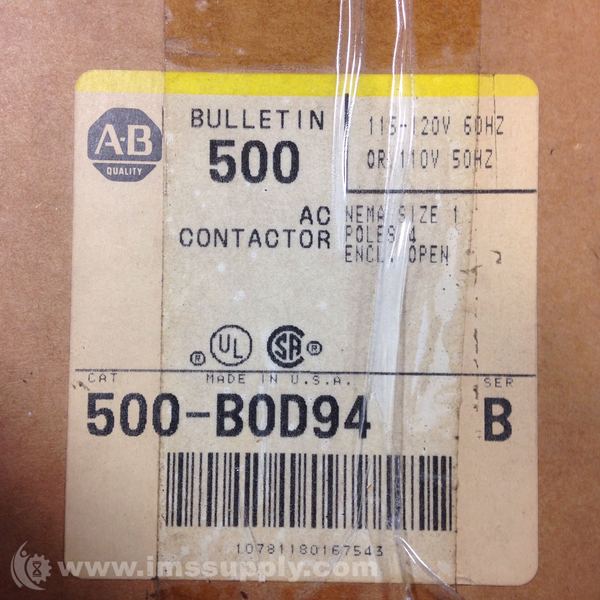 A-B
QUALITY
BULLETIN
500
115-120V 60HZ
OR 110V 50HZ
AC
CONTACTOR
NEMA SIZE 1
POLES 4
ENCL. OPEN
® UL SA ®
CAT
MADE IN U.S.A.
SER
500-B0D94
B
10781180167543
www.imssupply.com